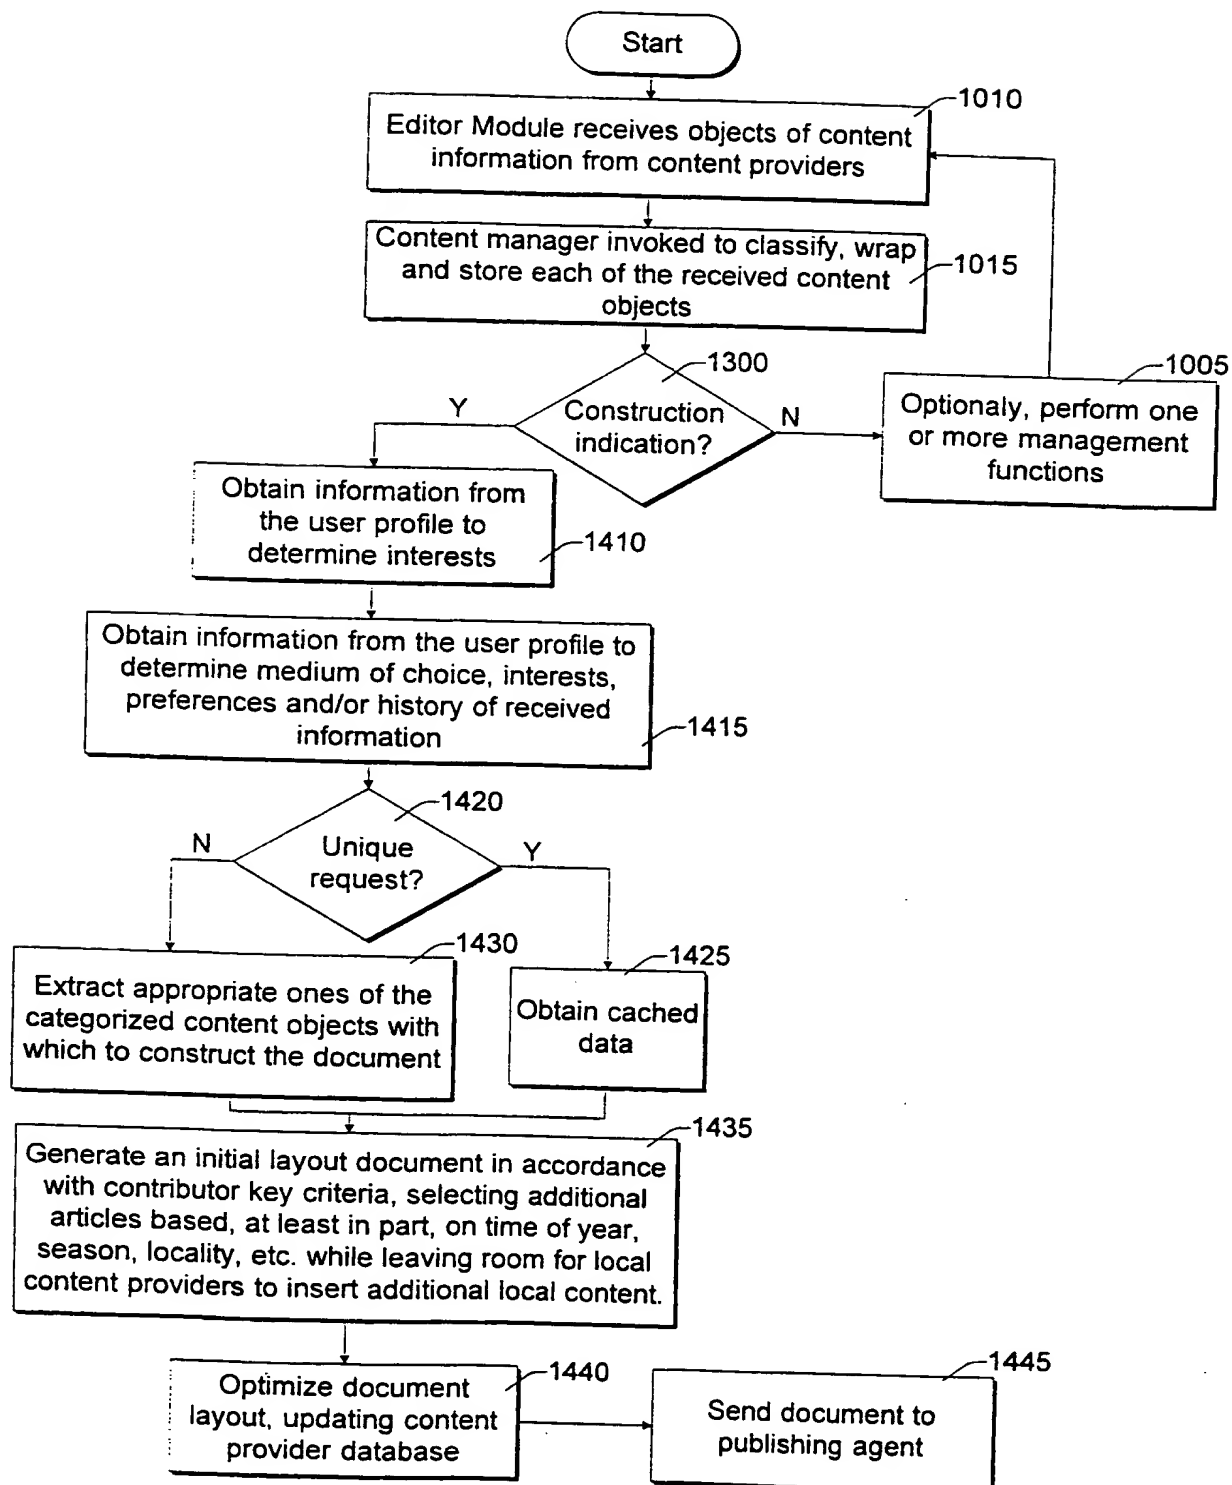 Start
1010
Editor Module receives objects of content
information from content providers
Content manager invoked to classify, wrap
and store each of the received content
objects
1015
1300
Construction
indication?
Y
N
1005
Optionaly, perform one
or more management
functions
Obtain information from
the user profile to
determine interests
1410
Obtain information from the user profile to
determine medium of choice, interests,
preferences and/or history of received
information
1415
1420
Unique
request?
N
Y
1430
Extract appropriate ones of the
categorized content objects with
which to construct the document
1425
Obtain cached
data
1435
Generate an initial layout document in accordance
with contributor key criteria, selecting additional
articles based, at least in part, on time of year,
season, locality, etc. while leaving room for local
content providers to insert additional local content.
1440
Optimize document
layout, updating content
provider database
1445
Send document to
publishing agent